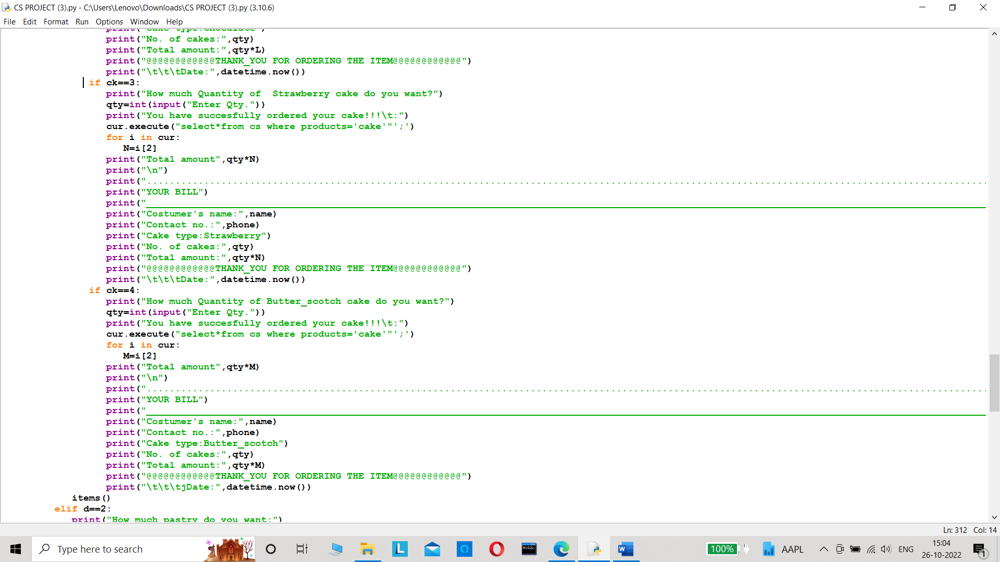 CS PROJECT (3).py - C:\Users\Lenovo\Downloads\CS PROJECT (3).py (3.10.6)
File Edit Format Run Options Window Help
print("Cake type:Chocalate")
print("No. of cakes:",qty)
print("Total amount:",qty*L)
print("@@@@@@@@@@@@THANK_YOU FOR ORDERING THE ITEM@@@@@@@@@@@@")
print("\t\t\tDate:",datetime.now())
if ck==3:
print("How much Quantity of  Strawberry cake do you want?")
qty=int(input("Enter Qty."))
print("You have succesfully ordered your cake!!!\t:")
cur.execute("select*from cs where products='cake'"';')
for i in cur:
N=i[2]
print("Total amount",qty*N)
print("\n")
print("..................................................................................................................................................
print("YOUR BILL")
print("__________________________________________________________________________________________________________________________________________________
print("Costumer's name:",name)
print("Contact no.:",phone)
print("Cake type:Strawberry")
print("No. of cakes:",qty)
print("Total amount:",qty*N)
print("@@@@@@@@@@@@THANK_YOU FOR ORDERING THE ITEM@@@@@@@@@@@@")
print("\t\t\tDate:",datetime.now())
if ck==4:
print("How much Quantity of Butter_scotch cake do you want?")
qty=int(input("Enter Qty."))
print("You have succesfully ordered your cake!!!\t:")
cur.execute("select*from cs where products='cake'"';')
for i in cur:
M=i[2]
print("Total amount",qty*M)
print("\n")
print("..................................................................................................................................................
print("YOUR BILL")
print("__________________________________________________________________________________________________________________________________________________
print("Costumer's name:",name)
print("Contact no.:",phone)
print("Cake type:Butter_scotch")
print("No. of cakes:",qty)
print("Total amount:",qty*M)
print("@@@@@@@@@@@@THANK_YOU FOR ORDERING THE ITEM@@@@@@@@@@@@")
print("\t\t\tjDate:",datetime.now())
items()
elif d==2:
print("How much pastry do you want:")
Ln: 312 Col: 14
Type here to search
L
MySQL
W
100%
AAPL
ENG
15:04
26-10-2022
1